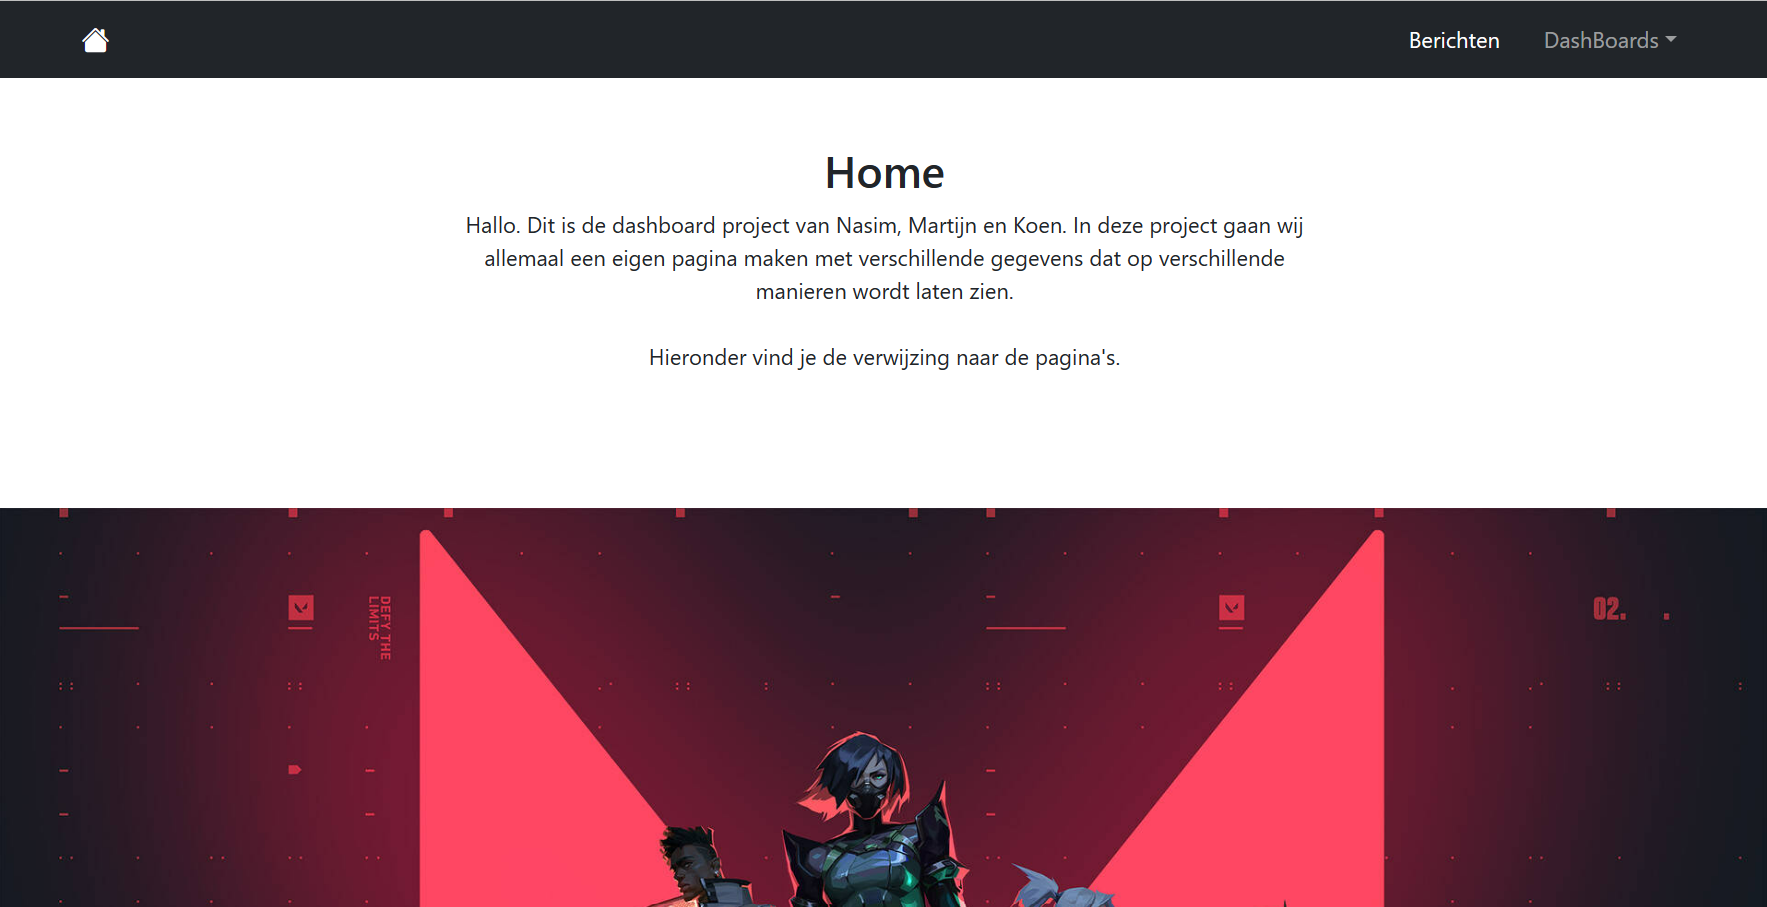 Berichten
DashBoards
Home
Hallo. Dit is de dashboard project van Nasim, Martijn en Koen. In deze project gaan wij
allemaal een eigen pagina maken met verschillende gegevens dat op verschillende
manieren wordt laten zien.
Hieronder vind je de verwijzing naar de pagina's.
DEFY THE
LIMITS
02.